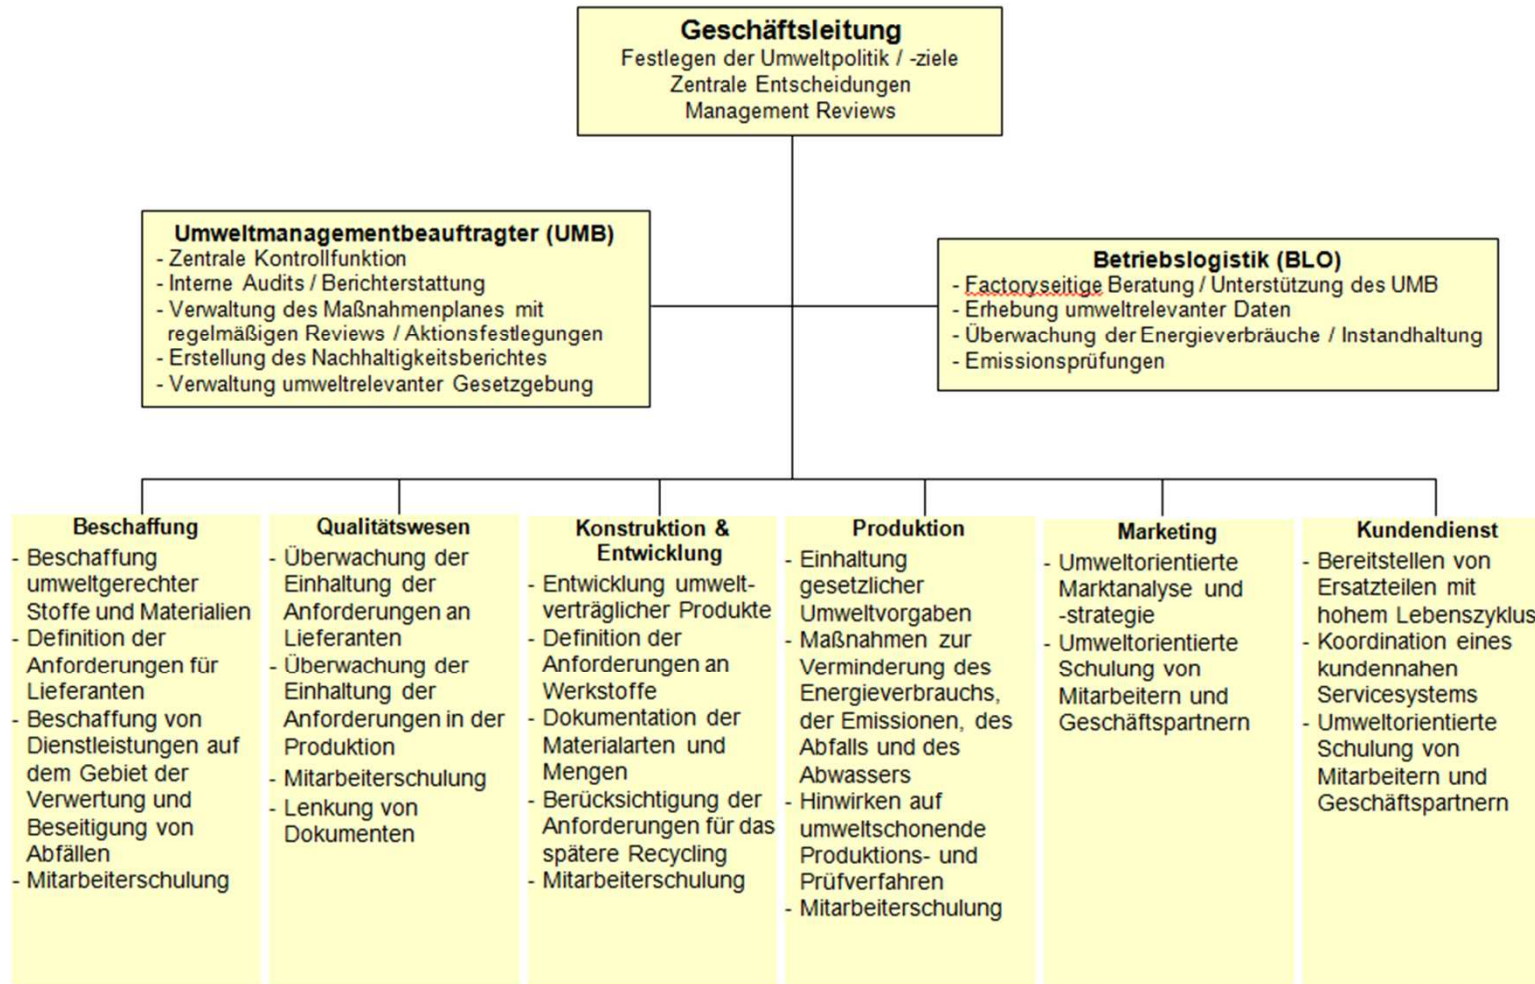 Geschäftsleitung
Festlegen der Umweltpolitik / -ziele
Zentrale Entscheidungen
Management Reviews
Umweltmanagementbeauftragter (UMB)
- Zentrale Kontrollfunktion
- Interne Audits / Berichterstattung
- Verwaltung des Maßnahmenplanes mit
regelmäßigen Reviews / Aktionsfestlegungen
- Erstellung des Nachhaltigkeitsberichtes
- Verwaltung umweltrelevanter Gesetzgebung
Betriebslogistik (BLO)
- Factoryseitige Beratung / Unterstützung des UMB
- Erhebung umweltrelevanter Daten
- Überwachung der Energieverbräuche / Instandhaltung
- Emissionsprüfungen
Beschaffung
- Beschaffung
umweltgerechter
Stoffe und Materialien
- Definition der
Anforderungen für
Lieferanten
- Beschaffung von
Dienstleistungen auf
dem Gebiet der
Verwertung und
Beseitigung von
Abfällen
- Mitarbeiterschulung
Qualitätswesen
- Überwachung der
Einhaltung der
Anforderungen an
Lieferanten
- Überwachung der
Einhaltung der
Anforderungen in der
Produktion
- Mitarbeiterschulung
- Lenkung von
Dokumenten
Konstruktion &
Entwicklung
- Entwicklung umwelt-
verträglicher Produkte
- Definition der
Anforderungen an
Werkstoffe
- Dokumentation der
Materialarten und
Mengen
- Berücksichtigung der
Anforderungen für das
spätere Recycling
- Mitarbeiterschulung
Produktion
- Einhaltung
gesetzlicher
Umweltvorgaben
- Maßnahmen zur
Verminderung des
Energieverbrauchs,
der Emissionen, des
Abfalls und des
Abwassers
- Hinwirken auf
umweltschonende
Produktions- und
Prüfverfahren
- Mitarbeiterschulung
Marketing
- Umweltorientierte
Marktanalyse und
-strategie
- Umweltorientierte
Schulung von
Mitarbeitern und
Geschäftspartnern
Kundendienst
- Bereitstellen von
Ersatzteilen mit
hohem Lebenszyklus
- Koordination eines
kundennahen
Servicesystems
- Umweltorientierte
Schulung von
Mitarbeitern und
Geschäftspartnern